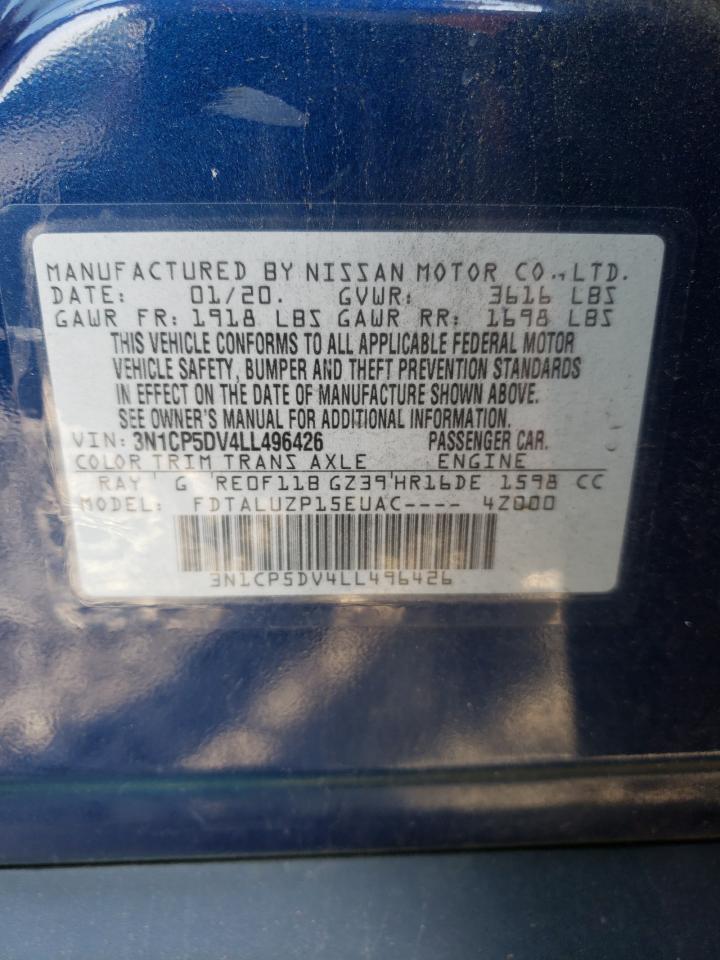 MANUFACTURED BY NISSAN MOTOR CO.,LTD.
DATE: 01/20. GVWR: 3616 LBS
GAWR FR: 1918 LBS GAWR RR: 1698 LBS
THIS VEHICLE CONFORMS TO ALL APPLICABLE FEDERAL MOTOR
VEHICLE SAFETY, BUMPER AND THEFT PREVENTION STANDARDS
IN EFFECT ON THE DATE OF MANUFACTURE SHOWN ABOVE.
SEE OWNER'S MANUAL FOR ADDITIONAL INFORMATION.
VIN: 3N1CP5DV4LL496426 PASSENGER CAR.
COLOR TRIM TRANS AXLE ENGINE
RAY G RE0F11B GZ39 HR16DE 1598 CC
MODEL: FDTALUZP15EUAC---- 4Z000
3N1CP5DV4LL496426